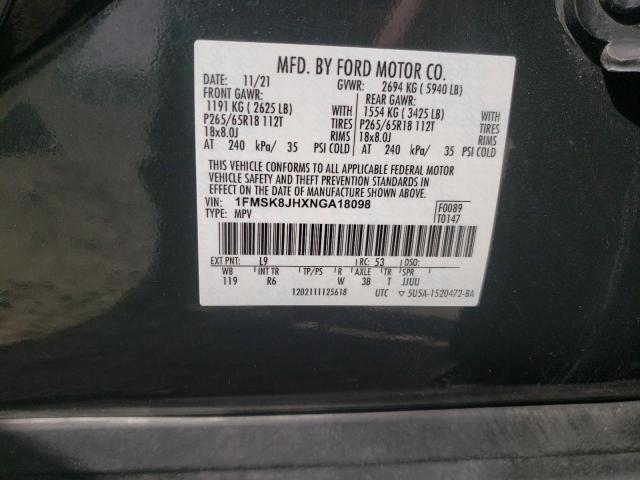 MFD. BY FORD MOTOR CO.
DATE: 11/21 GVWR: 2694 KG ( 5940 LB)
FRONT GAWR: REAR GAWR:
1191 KG ( 2625 LB) WITH 1554 KG ( 3425 LB) WITH
P265/65R18 112T TIRES P265/65R18 112T TIRES
18x8.0J RIMS 18x8.0J RIMS
AT 240 kPa/ 35 PSI COLD AT 240 kPa/ 35 PSI COLD
THIS VEHICLE CONFORMS TO ALL APPLICABLE FEDERAL MOTOR
VEHICLE SAFETY AND THEFT PREVENTION STANDARDS IN
EFFECT ON THE DATE OF MANUFACTURE SHOWN ABOVE.
VIN: 1FMSK8JHXNGA18098 F0089
TYPE: MPV T0147
EXT PNT: L9 RC: 53 DSO:
WB INT TR TP/PS R AXLE TR SPR
119 R6 W 3B T JJUU
1202111125618 UTC ▽ 5USA-1520472-BA